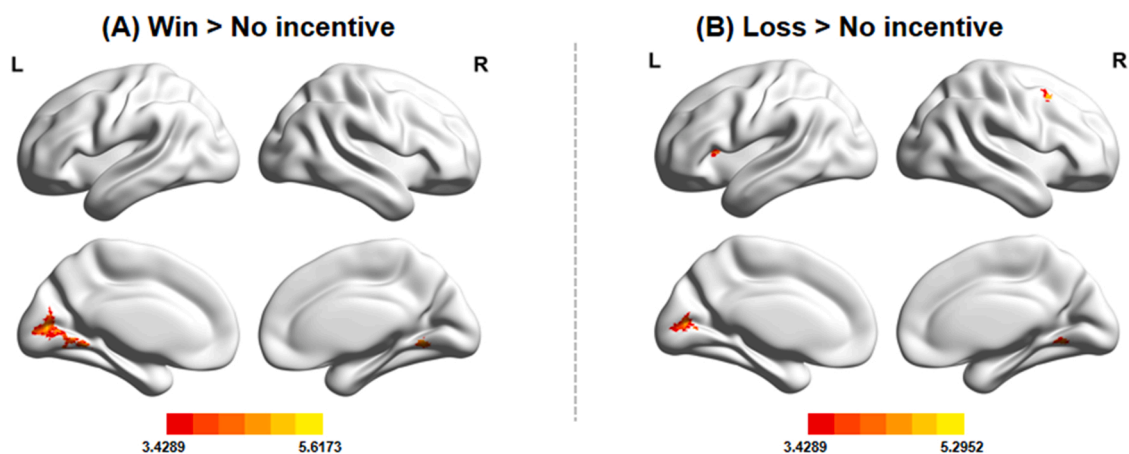 (A) Win > No incentive
(B) Loss > No incentive
L
R
L
R
3.4289
5.6173
3.4289
5.2952